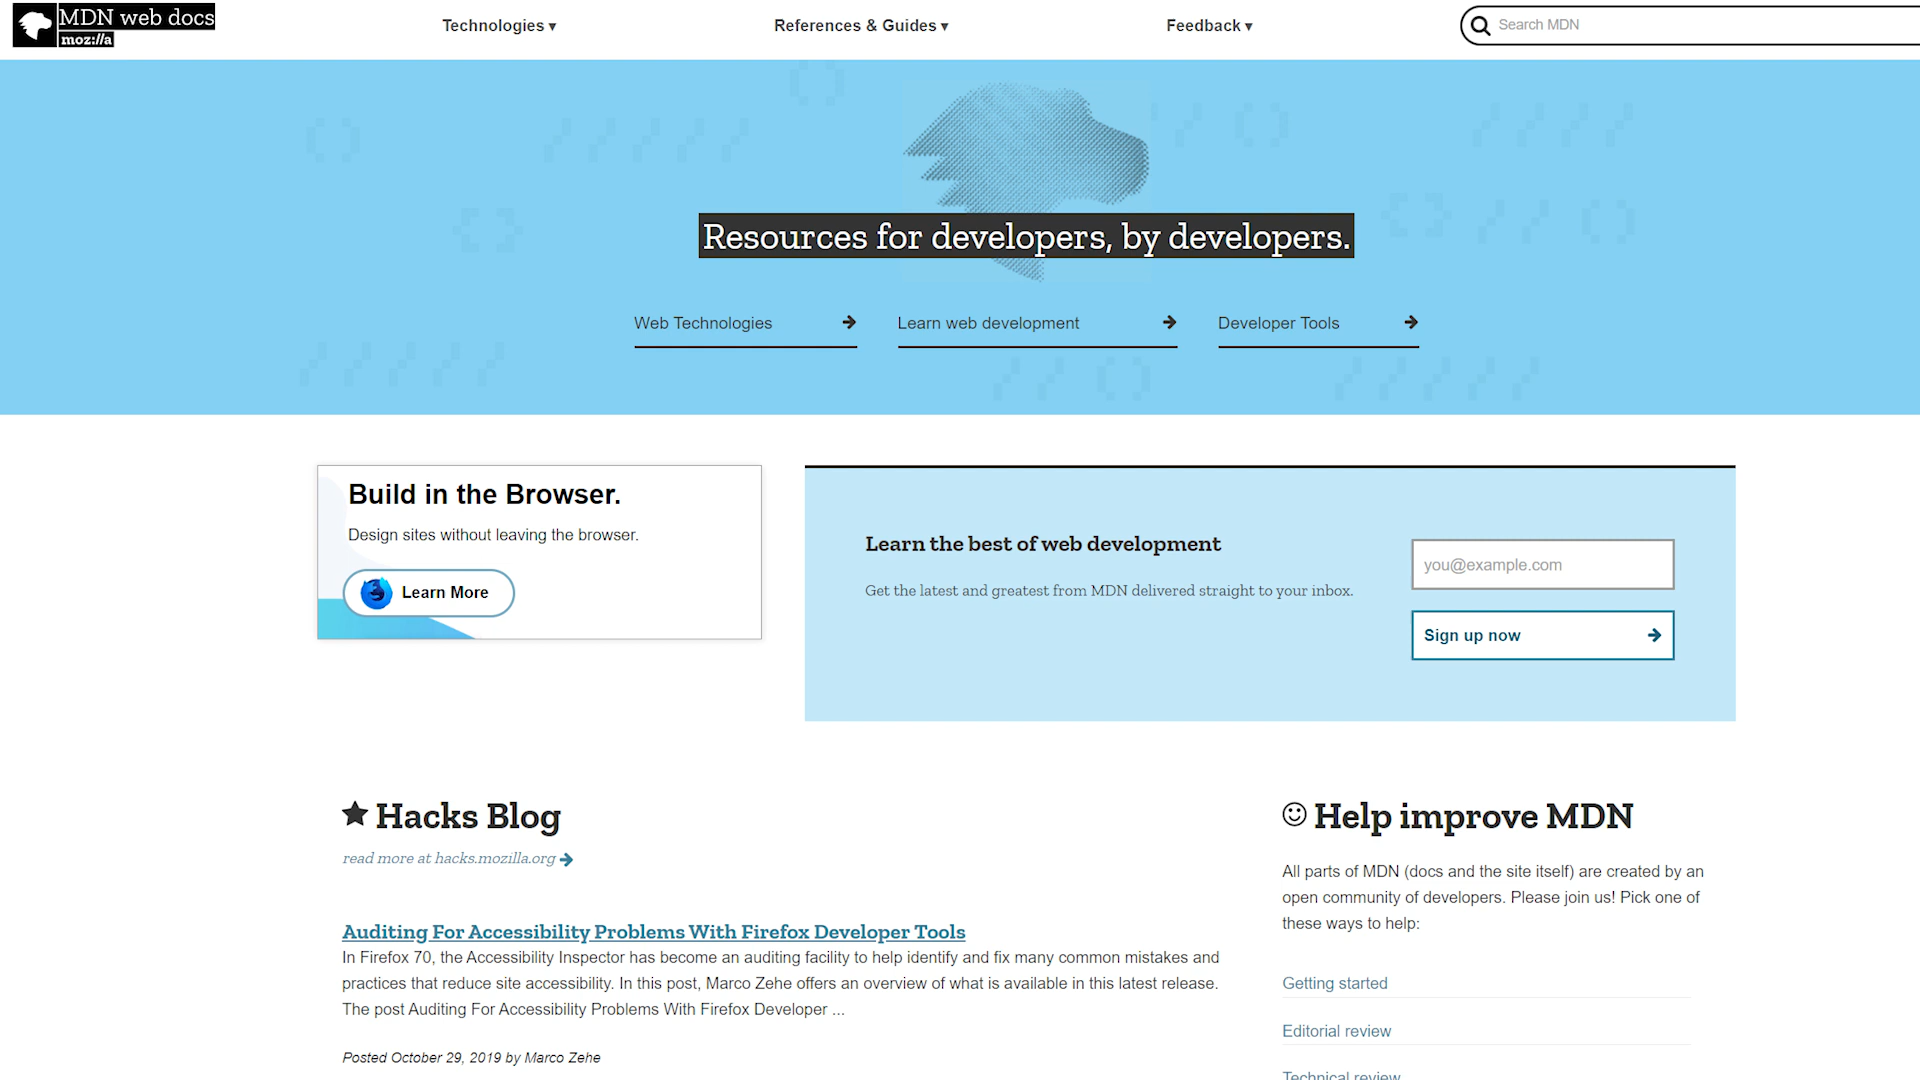 MDN web docs
moz://a
Technologies ▾
References & Guides ▾
Feedback ▾
Search MDN
Resources for developers, by developers.
Web Technologies
Learn web development
Developer Tools
Build in the Browser.
Design sites without leaving the browser.
Learn More
Learn the best of web development
Get the latest and greatest from MDN delivered straight to your inbox.
you@example.com
Sign up now
Hacks Blog
read more at hacks.mozilla.org
Auditing For Accessibility Problems With Firefox Developer Tools
In Firefox 70, the Accessibility Inspector has become an auditing facility to help identify and fix many common mistakes and
practices that reduce site accessibility. In this post, Marco Zehe offers an overview of what is available in this latest release.
The post Auditing For Accessibility Problems With Firefox Developer ...
Posted October 29, 2019 by Marco Zehe
Help improve MDN
All parts of MDN (docs and the site itself) are created by an
open community of developers. Please join us! Pick one of
these ways to help:
Getting started
Editorial review
Technical review